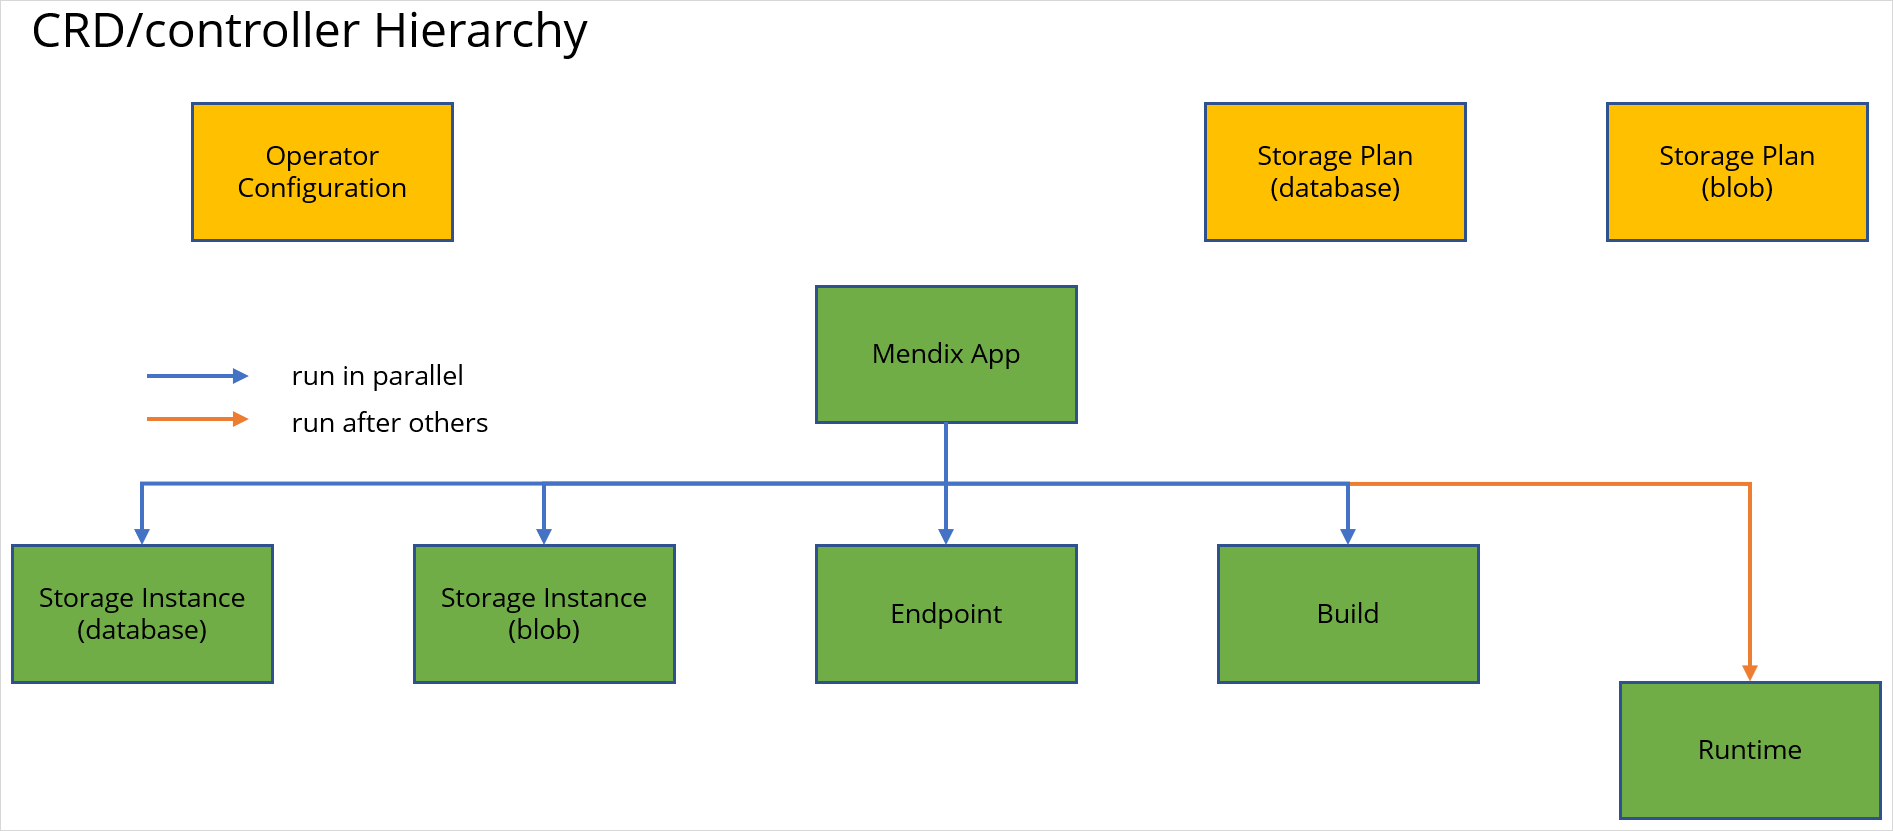 CRD/controller Hierarchy
Operator
Configuration
Storage Plan
(database)
Storage Plan
(blob)
Mendix App
run in parallel
run after others
Storage Instance
(database)
Storage Instance
(blob)
Endpoint
Build
Runtime